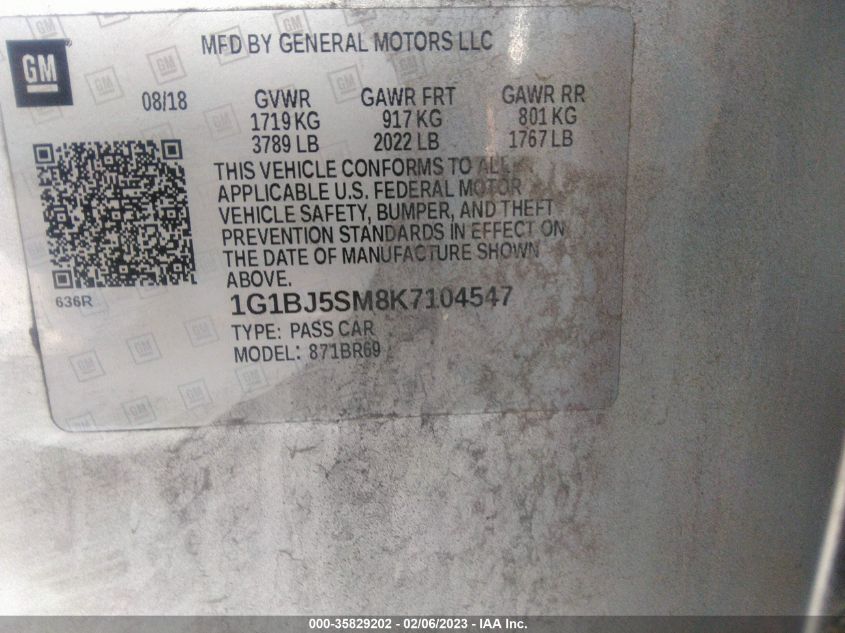 GM
MFD BY GENERAL MOTORS LLC
08/18 GVWR GAWR FRT GAWR RR
1719 KG 917 KG 801 KG
3789 LB 2022 LB 1767 LB
THIS VEHICLE CONFORMS TO ALL
APPLICABLE U.S. FEDERAL MOTOR
VEHICLE SAFETY, BUMPER, AND THEFT
PREVENTION STANDARDS IN EFFECT ON
THE DATE OF MANUFACTURE SHOWN
ABOVE.
636R
1G1BJ5SM8K7104547
TYPE: PASS CAR
MODEL: 871BR69
000-35829202 - 02/06/2023 - IAA Inc.